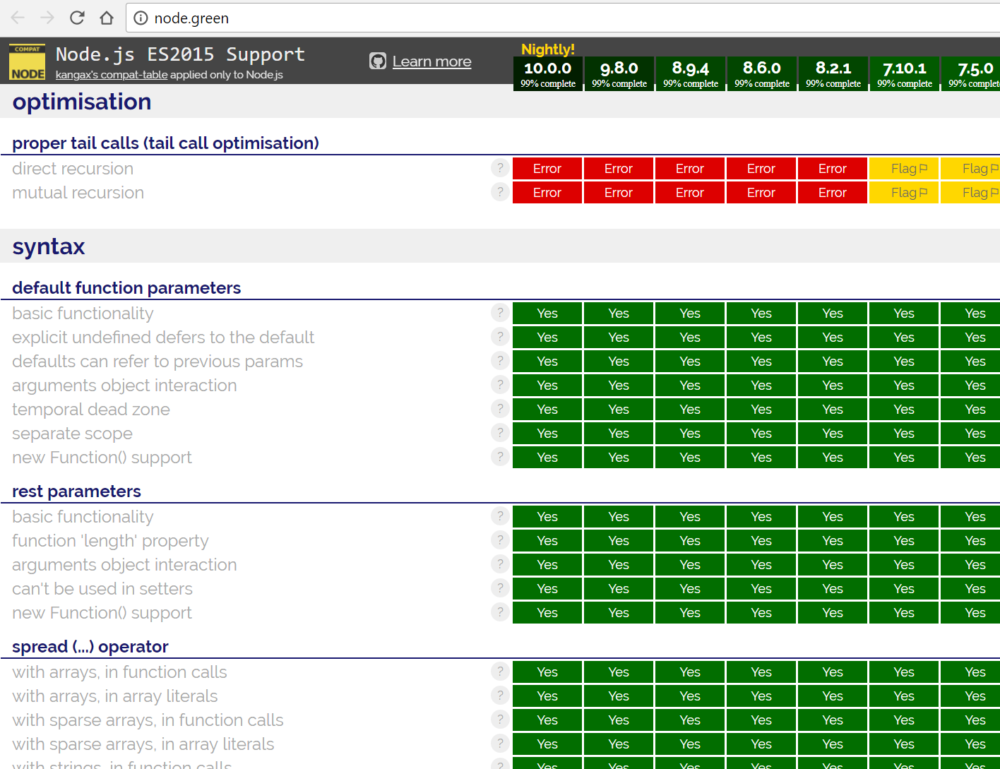 node.green
COMPAT
NODE
Node.js ES2015 Support
kangax's compat-table applied only to Node.js
Learn more
Nightly!
10.0.0 9.8.0 8.9.4 8.6.0 8.2.1 7.10.1 7.5.0
99% complete 99% complete 99% complete 99% complete 99% complete 99% complete 99% complet
optimisation
proper tail calls (tail call optimisation)
direct recursion ? Error Error Error Error Error Flag Flag
mutual recursion ? Error Error Error Error Error Flag Flag
syntax
default function parameters
basic functionality ? Yes Yes Yes Yes Yes Yes Yes
explicit undefined defers to the default ? Yes Yes Yes Yes Yes Yes Yes
defaults can refer to previous params ? Yes Yes Yes Yes Yes Yes Yes
arguments object interaction ? Yes Yes Yes Yes Yes Yes Yes
temporal dead zone ? Yes Yes Yes Yes Yes Yes Yes
separate scope ? Yes Yes Yes Yes Yes Yes Yes
new Function() support ? Yes Yes Yes Yes Yes Yes Yes
rest parameters
basic functionality ? Yes Yes Yes Yes Yes Yes Yes
function 'length' property ? Yes Yes Yes Yes Yes Yes Yes
arguments object interaction ? Yes Yes Yes Yes Yes Yes Yes
can't be used in setters ? Yes Yes Yes Yes Yes Yes Yes
new Function() support ? Yes Yes Yes Yes Yes Yes Yes
spread (...) operator
with arrays, in function calls ? Yes Yes Yes Yes Yes Yes Yes
with arrays, in array literals ? Yes Yes Yes Yes Yes Yes Yes
with sparse arrays, in function calls ? Yes Yes Yes Yes Yes Yes Yes
with sparse arrays, in array literals ? Yes Yes Yes Yes Yes Yes Yes
with strings, in function calls ? Yes Yes Yes Yes Yes Yes Yes